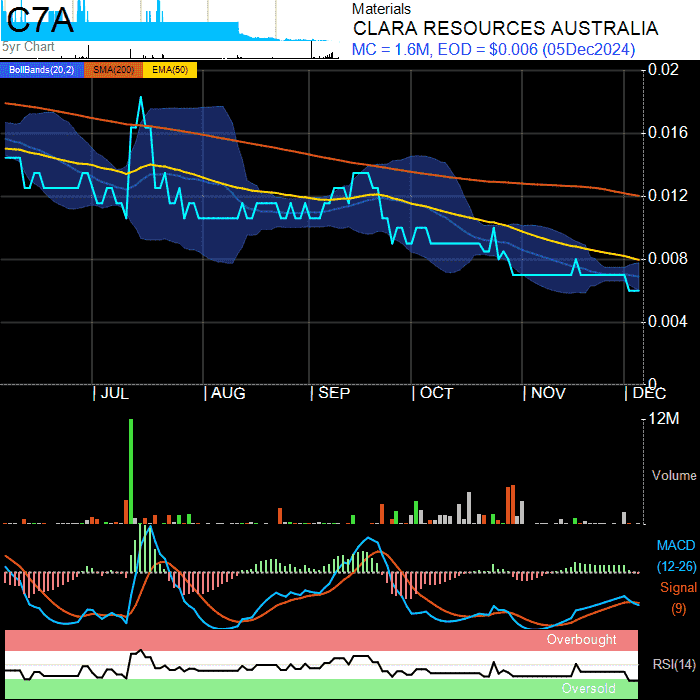 C7A
5yr Chart
Materials
CLARA RESOURCES AUSTRALIA
MC = 1.6M, EOD = $0.006 (05Dec2024)
BollBands(20,2) SMA(200) EMA(50)
0.02
0.016
0.012
0.008
0.004
0
JUL AUG SEP OCT NOV DEC
12M
Volume
MACD
(12-26)
Signal
(9)
Overbought
RSI(14)
Oversold